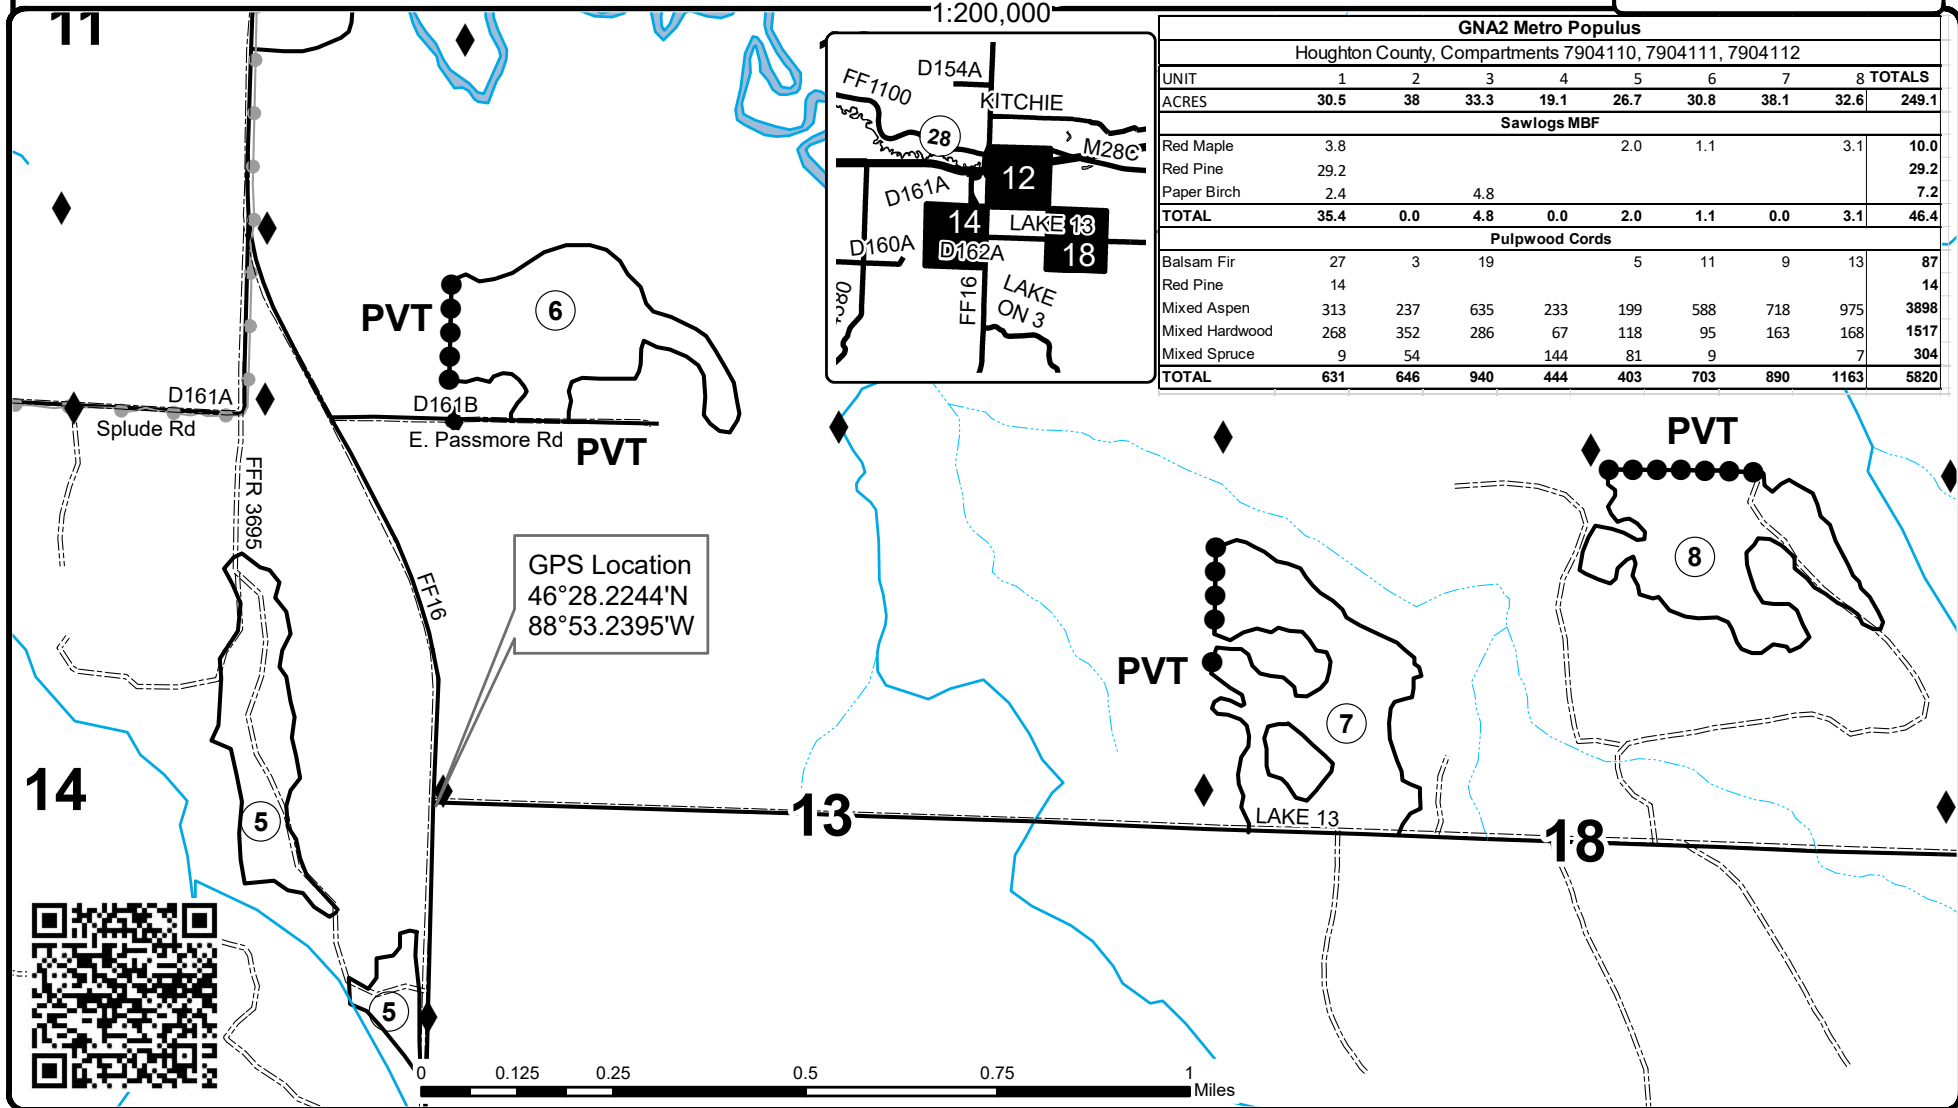 1:200,000
11
GNA2 Metro Populus
Houghton County, Compartments 7904110, 7904111, 7904112
UNIT 1 2 3 4 5 6 7 8 TOTALS
ACRES 30.5 38 33.3 19.1 26.7 30.8 38.1 32.6 249.1
Sawlogs MBF
Red Maple 3.8 2.0 1.1 3.1 10.0
Red Pine 29.2 29.2
Paper Birch 2.4 4.8 7.2
TOTAL 35.4 0.0 4.8 0.0 2.0 1.1 0.0 3.1 46.4
Pulpwood Cords
Balsam Fir 27 3 19 5 11 9 13 87
Red Pine 14 14
Mixed Aspen 313 237 635 233 199 588 718 975 3898
Mixed Hardwood 268 352 286 67 118 95 163 168 1517
Mixed Spruce 9 54 144 81 9 7 304
TOTAL 631 646 940 444 403 703 890 1163 5820
D154A
FF1100
KITCHIE
28
M28C
12
D161A
14
LAKE 13
D160A
D162A
18
FF16
LAKE
ON 3
PVT
6
D161A
Splude Rd
D161B
E. Passmore Rd
PVT
FFR 3695
FF16
GPS Location
46°28.2244'N
88°53.2395'W
PVT
8
PVT
7
14
5
13
LAKE 13
18
5
0 0.125 0.25 0.5 0.75 1
Miles